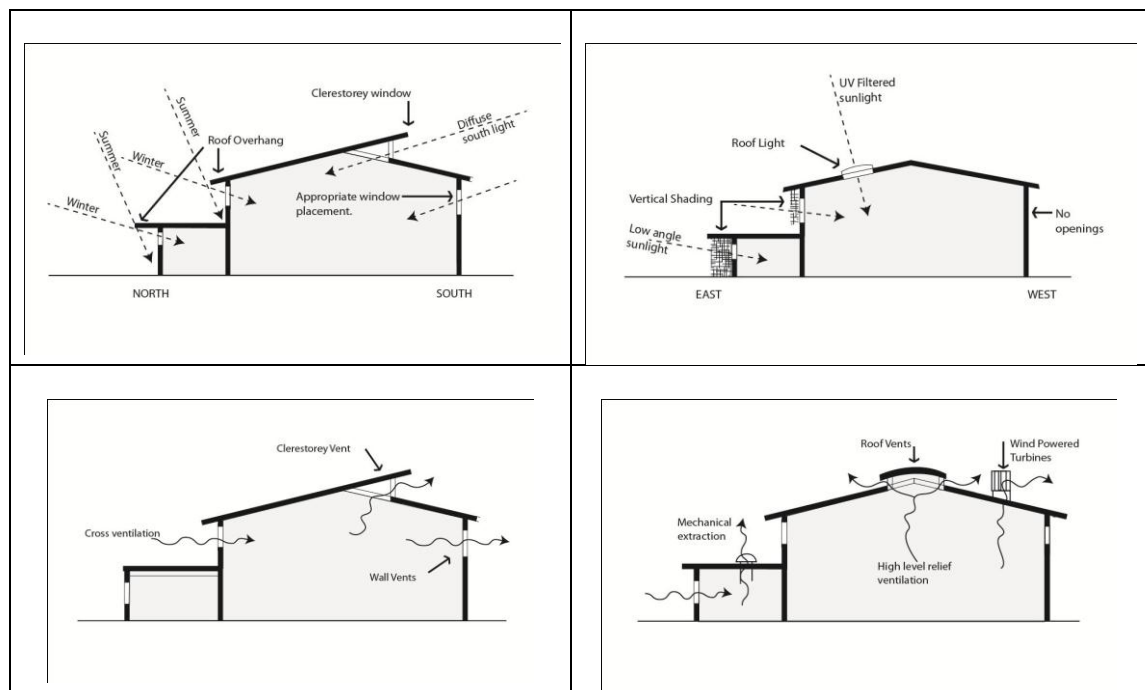 Clerestorey window
Summer
Summer
Roof Overhang
Diffuse
south light
Winter
Winter
Appropriate window
placement.
NORTH
SOUTH
UV Filtered
sunlight
Roof Light
Vertical Shading
Low angle
sunlight
No
openings
EAST
WEST
Clerestorey Vent
Cross ventilation
Wall Vents
Roof Vents
Wind Powered
Turbines
Mechanical
extraction
High level relief
ventilation